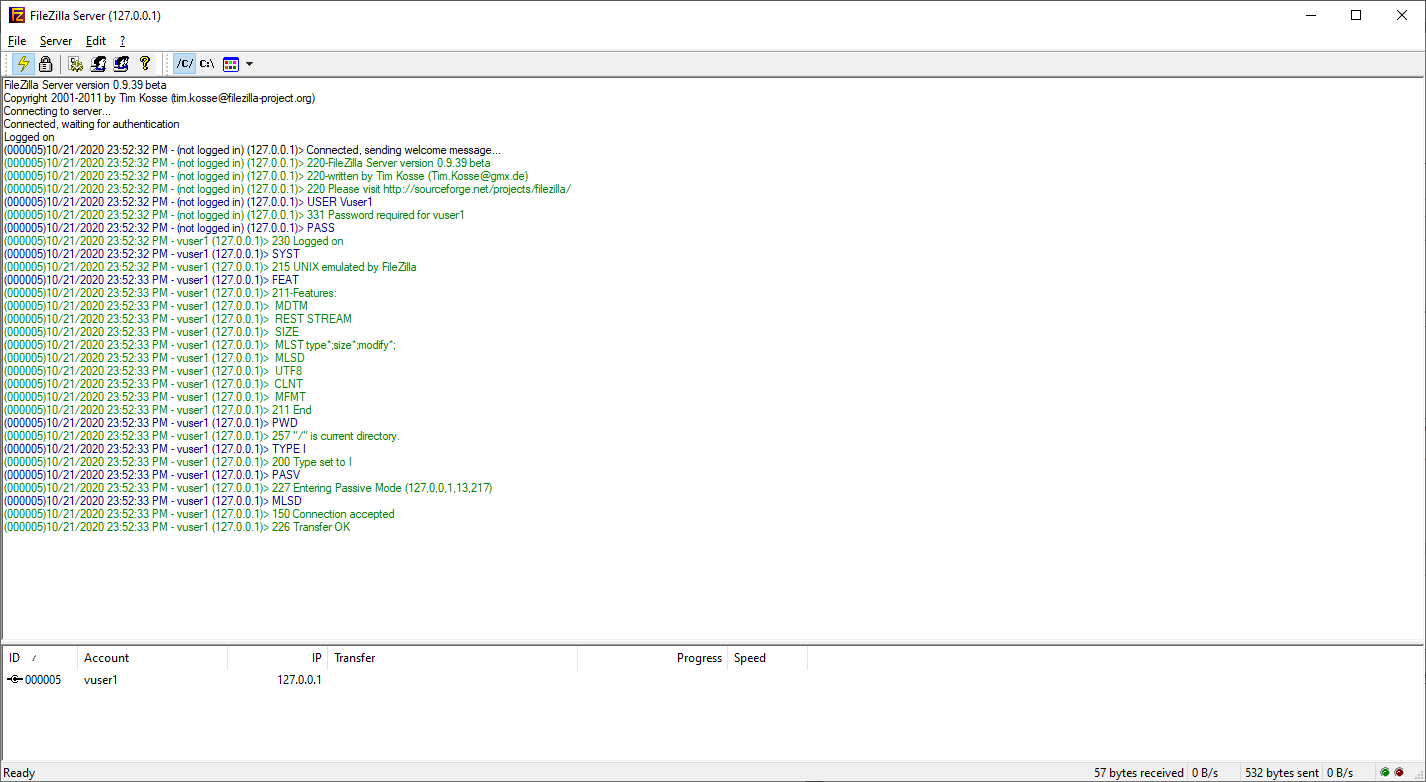 FileZilla Server (127.0.0.1)
File Server Edit ?
/C/ C:\
FileZilla Server version 0.9.39 beta
Copyright 2001-2011 by Tim Kosse (tim.kosse@filezilla-project.org)
Connecting to server...
Connected, waiting for authentication
Logged on
(000005)10/21/2020 23:52:32 PM - (not logged in) (127.0.0.1)> Connected, sending welcome message...
(000005)10/21/2020 23:52:32 PM - (not logged in) (127.0.0.1)> 220-FileZilla Server version 0.9.39 beta
(000005)10/21/2020 23:52:32 PM - (not logged in) (127.0.0.1)> 220-written by Tim Kosse (Tim.Kosse@gmx.de)
(000005)10/21/2020 23:52:32 PM - (not logged in) (127.0.0.1)> 220 Please visit http://sourceforge.net/projects/filezilla/
(000005)10/21/2020 23:52:32 PM - (not logged in) (127.0.0.1)> USER Vuser1
(000005)10/21/2020 23:52:32 PM - (not logged in) (127.0.0.1)> 331 Password required for vuser1
(000005)10/21/2020 23:52:32 PM - (not logged in) (127.0.0.1)> PASS
(000005)10/21/2020 23:52:32 PM - vuser1 (127.0.0.1)> 230 Logged on
(000005)10/21/2020 23:52:32 PM - vuser1 (127.0.0.1)> SYST
(000005)10/21/2020 23:52:32 PM - vuser1 (127.0.0.1)> 215 UNIX emulated by FileZilla
(000005)10/21/2020 23:52:33 PM - vuser1 (127.0.0.1)> FEAT
(000005)10/21/2020 23:52:33 PM - vuser1 (127.0.0.1)> 211-Features:
(000005)10/21/2020 23:52:33 PM - vuser1 (127.0.0.1)> MDTM
(000005)10/21/2020 23:52:33 PM - vuser1 (127.0.0.1)> REST STREAM
(000005)10/21/2020 23:52:33 PM - vuser1 (127.0.0.1)> SIZE
(000005)10/21/2020 23:52:33 PM - vuser1 (127.0.0.1)> MLST type*;size*;modify*;
(000005)10/21/2020 23:52:33 PM - vuser1 (127.0.0.1)> MLSD
(000005)10/21/2020 23:52:33 PM - vuser1 (127.0.0.1)> UTF8
(000005)10/21/2020 23:52:33 PM - vuser1 (127.0.0.1)> CLNT
(000005)10/21/2020 23:52:33 PM - vuser1 (127.0.0.1)> MFMT
(000005)10/21/2020 23:52:33 PM - vuser1 (127.0.0.1)> 211 End
(000005)10/21/2020 23:52:33 PM - vuser1 (127.0.0.1)> PWD
(000005)10/21/2020 23:52:33 PM - vuser1 (127.0.0.1)> 257 "/" is current directory.
(000005)10/21/2020 23:52:33 PM - vuser1 (127.0.0.1)> TYPE I
(000005)10/21/2020 23:52:33 PM - vuser1 (127.0.0.1)> 200 Type set to I
(000005)10/21/2020 23:52:33 PM - vuser1 (127.0.0.1)> PASV
(000005)10/21/2020 23:52:33 PM - vuser1 (127.0.0.1)> 227 Entering Passive Mode (127,0,0,1,13,217)
(000005)10/21/2020 23:52:33 PM - vuser1 (127.0.0.1)> MLSD
(000005)10/21/2020 23:52:33 PM - vuser1 (127.0.0.1)> 150 Connection accepted
(000005)10/21/2020 23:52:33 PM - vuser1 (127.0.0.1)> 226 Transfer OK
ID / Account IP Transfer Progress Speed
000005 vuser1 127.0.0.1
Ready 57 bytes received 0 B/s 532 bytes sent 0 B/s